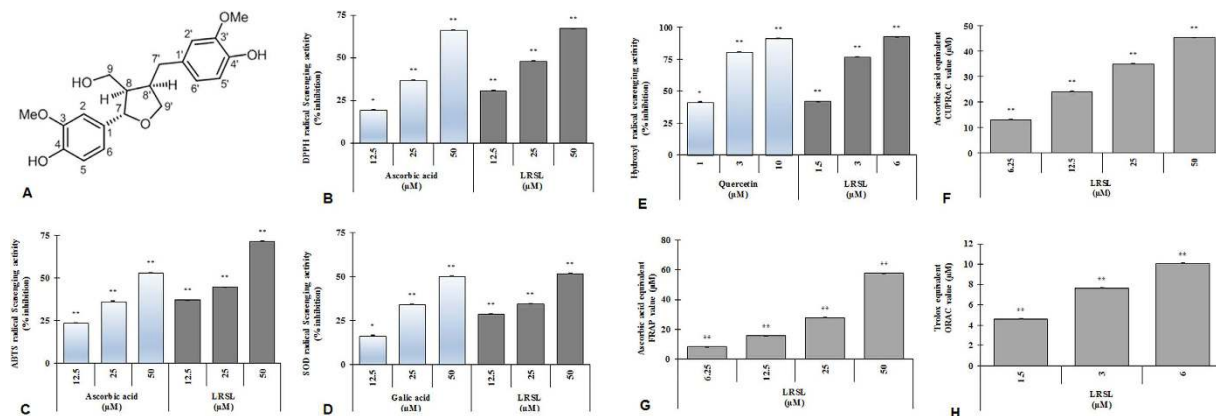 OMe
2'
3'
7'
1'
4'
OH
HO
9
5'
8
8'
6'
H
H
9'
2
7
MeO
3
1
O
4
6
HO
5
A
DPPH radical Scavenging activity
(% inhibition)
75
50
25
0
*
**
**
**
**
**
12.5
25
50
12.5
25
50
Ascorbic acid
(µM)
LRSL
(µM)
B
Hydroxyl radical scavenging activity
(% inhibition)
100
75
50
25
0
*
**
**
**
**
**
1
3
10
1.5
3
6
Quercetin
(µM)
LRSL
(µM)
E
Ascorbic acid equivalent
CUPRAC value (µM)
50
40
30
20
10
0
**
**
**
**
6.25
12.5
25
50
LRSL
(µM)
F
ABTS radical Scavenging activity
(% inhibition)
75
50
25
0
**
**
**
**
**
**
12.5
25
50
12.5
25
50
Ascorbic acid
(µM)
LRSL
(µM)
C
SOD radical Scavenging activity
(% inhibition)
75
50
25
0
*
**
**
**
**
**
12.5
25
50
12.5
25
50
Galic acid
(µM)
LRSL
(µM)
D
Ascorbic acid equivalent
FRAP value (µM)
80
60
40
20
0
**
**
**
**
6.25
12.5
25
50
LRSL
(µM)
G
Trolox equivalent
ORAC value (µM)
12
10
8
6
4
2
0
**
**
**
1.5
3
6
LRSL
(µM)
H